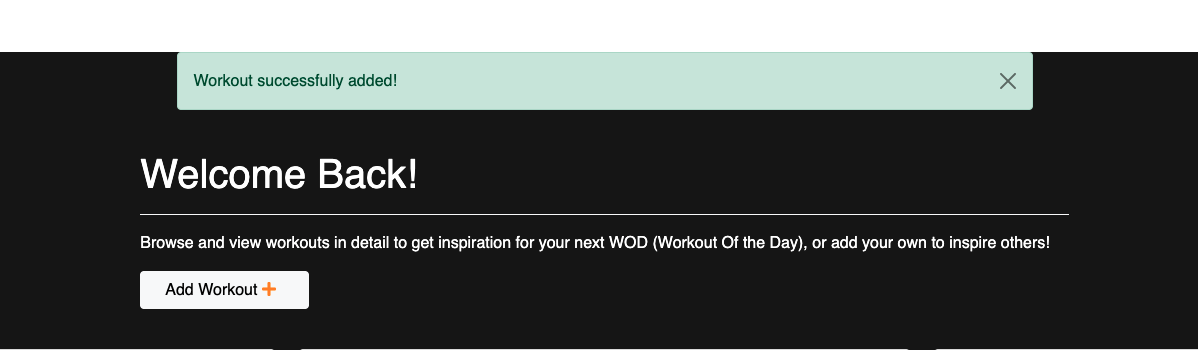 Workout successfully added!
Welcome Back!
Browse and view workouts in detail to get inspiration for your next WOD (Workout Of the Day), or add your own to inspire others!
Add Workout